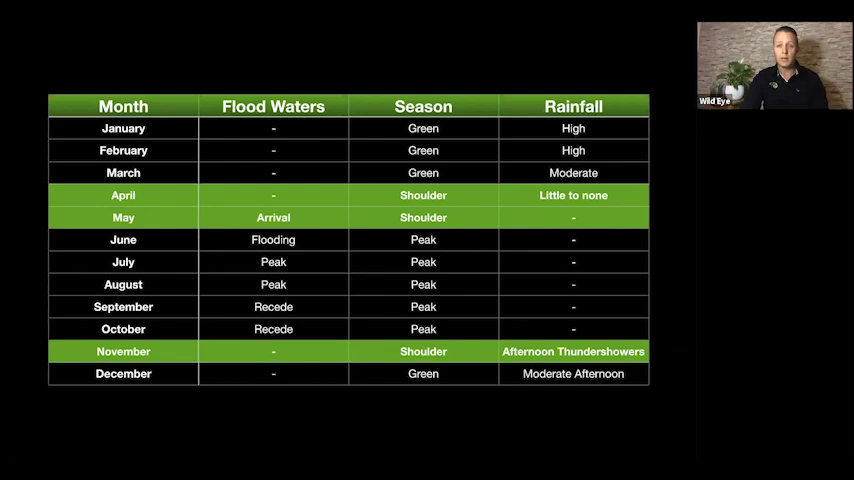 Month Flood Waters Season Rainfall
January - Green High
February - Green High
March - Green Moderate
April - Shoulder Little to none
May Arrival Shoulder -
June Flooding Peak -
July Peak Peak -
August Peak Peak -
September Recede Peak -
October Recede Peak -
November - Shoulder Afternoon Thundershowers
December - Green Moderate Afternoon
Wild Eye